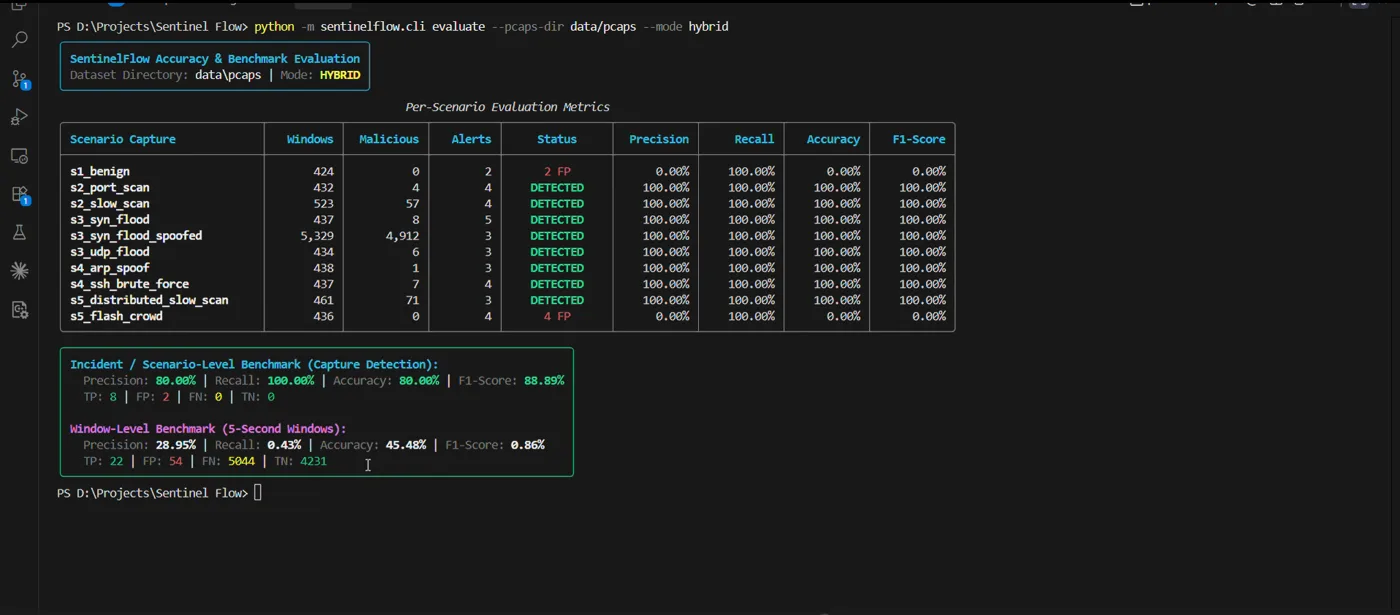 PS D:\Projects\Sentinel Flow> python -m sentinelflow.cli evaluate --pcaps-dir data/pcaps --mode hybrid
SentinelFlow Accuracy & Benchmark Evaluation
Dataset Directory: data\pcaps | Mode: HYBRID
Per-Scenario Evaluation Metrics
Scenario Capture Windows Malicious Alerts Status Precision Recall Accuracy F1-Score
s1_benign 424 0 2 2 FP 0.00% 100.00% 0.00% 0.00%
s2_port_scan 432 4 4 DETECTED 100.00% 100.00% 100.00% 100.00%
s2_slow_scan 523 57 4 DETECTED 100.00% 100.00% 100.00% 100.00%
s3_syn_flood 437 8 5 DETECTED 100.00% 100.00% 100.00% 100.00%
s3_syn_flood_spoofed 5,329 4,912 3 DETECTED 100.00% 100.00% 100.00% 100.00%
s3_udp_flood 434 6 3 DETECTED 100.00% 100.00% 100.00% 100.00%
s4_arp_spoof 438 1 3 DETECTED 100.00% 100.00% 100.00% 100.00%
s4_ssh_brute_force 437 7 4 DETECTED 100.00% 100.00% 100.00% 100.00%
s5_distributed_slow_scan 461 71 3 DETECTED 100.00% 100.00% 100.00% 100.00%
s5_flash_crowd 436 0 4 4 FP 0.00% 100.00% 0.00% 0.00%
Incident / Scenario-Level Benchmark (Capture Detection):
Precision: 80.00% | Recall: 100.00% | Accuracy: 80.00% | F1-Score: 88.89%
TP: 8 | FP: 2 | FN: 0 | TN: 0
Window-Level Benchmark (5-Second Windows):
Precision: 28.95% | Recall: 0.43% | Accuracy: 45.48% | F1-Score: 0.86%
TP: 22 | FP: 54 | FN: 5044 | TN: 4231
PS D:\Projects\Sentinel Flow>
1
1